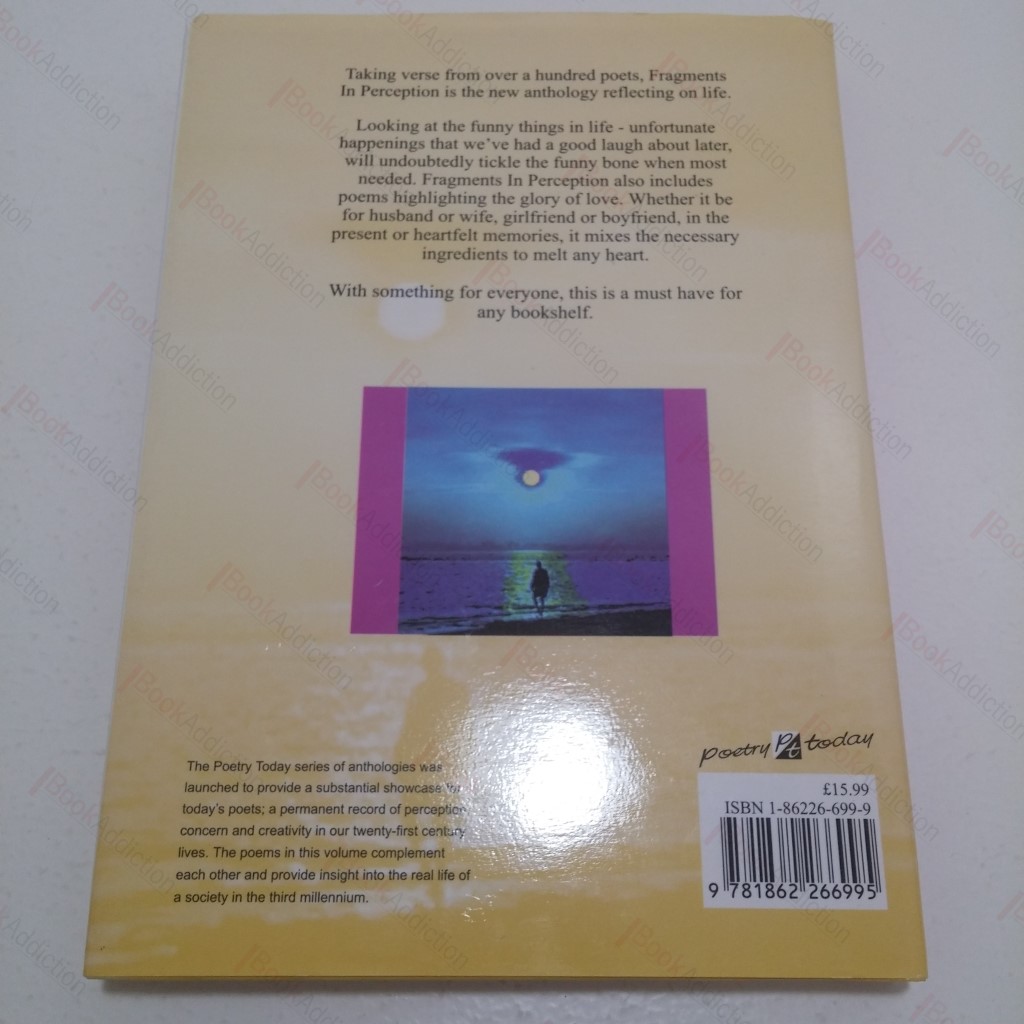 Taking verse from over a hundred poets, Fragments
In Perception is the new anthology reflecting on life.
Looking at the funny things in life - unfortunate
happenings that we've had a good laugh about later,
will undoubtedly tickle the funny bone when most
needed. Fragments In Perception also includes
poems highlighting the glory of love. Whether it be
for husband or wife, girlfriend or boyfriend, in the
present or heartfelt memories, it mixes the necessary
ingredients to melt any heart.
With something for everyone, this is a must have for
any bookshelf.
The Poetry Today series of anthologies was
launched to provide a substantial showcase for
today's poets; a permanent record of perception
concern and creativity in our twenty-first century
lives. The poems in this volume complement
each other and provide insight into the real life of
a society in the third millennium.
poetry Pt today
£15.99
ISBN 1-86226-699-9
9 781862 266995
BookAddiction